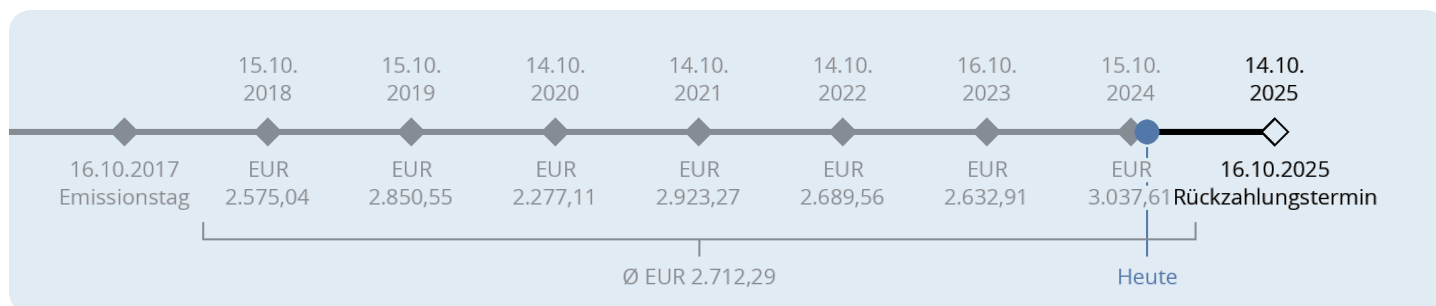 15.10.
2018
15.10.
2019
14.10.
2020
14.10.
2021
14.10.
2022
16.10.
2023
15.10.
2024
14.10.
2025
16.10.2017
Emissionstag
EUR
2.575,04
EUR
2.850,55
EUR
2.277,11
EUR
2.923,27
EUR
2.689,56
EUR
2.632,91
EUR
3.037,61
16.10.2025
Rückzahlungstermin
Ø EUR 2.712,29
Heute